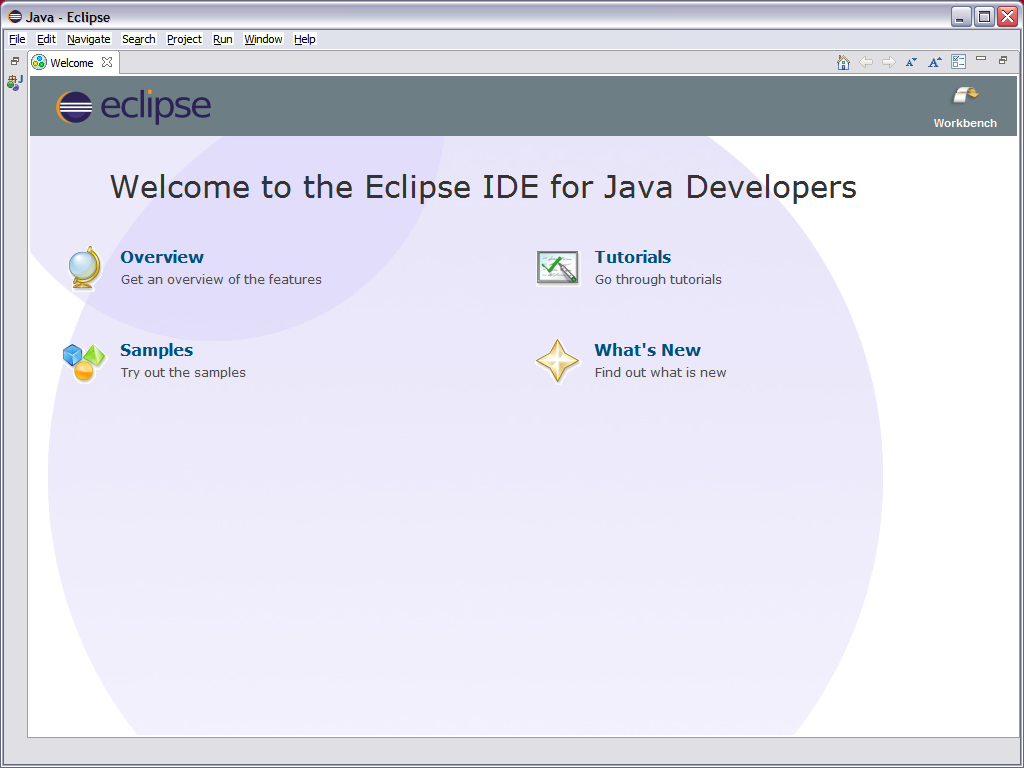 Java - Eclipse
File Edit Navigate Search Project Run Window Help
Welcome
eclipse
Workbench
Welcome to the Eclipse IDE for Java Developers
Overview
Get an overview of the features
Tutorials
Go through tutorials
Samples
Try out the samples
What's New
Find out what is new